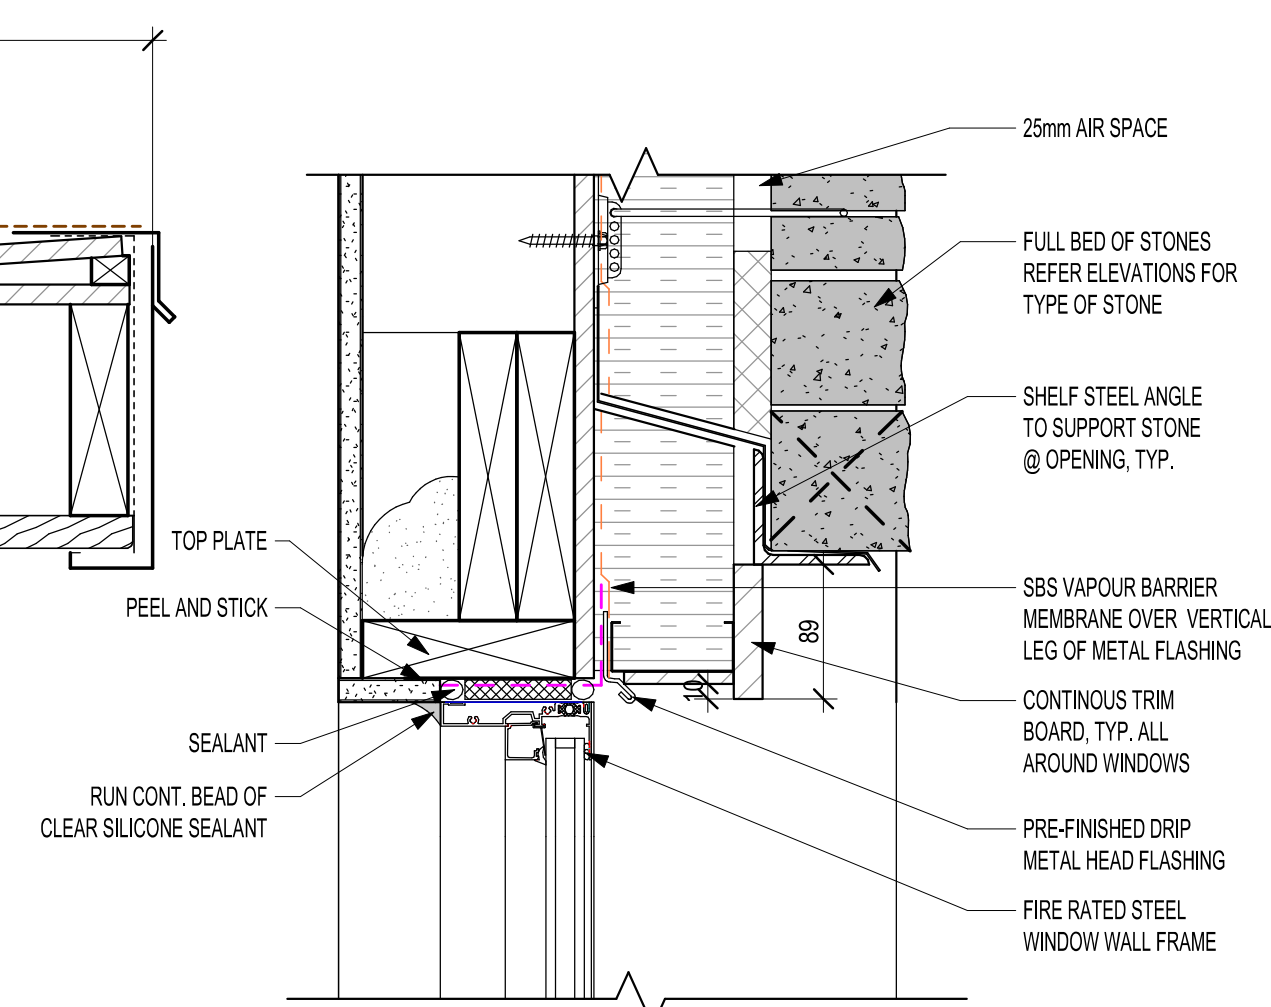 25mm AIR SPACE
FULL BED OF STONES
REFER ELEVATIONS FOR
TYPE OF STONE
SHELF STEEL ANGLE
TO SUPPORT STONE
@ OPENING, TYP.
TOP PLATE
PEEL AND STICK
SBS VAPOUR BARRIER
MEMBRANE OVER VERTICAL
LEG OF METAL FLASHING
89
10
CONTINOUS TRIM
BOARD, TYP. ALL
AROUND WINDOWS
SEALANT
RUN CONT. BEAD OF
CLEAR SILICONE SEALANT
PRE-FINISHED DRIP
METAL HEAD FLASHING
FIRE RATED STEEL
WINDOW WALL FRAME